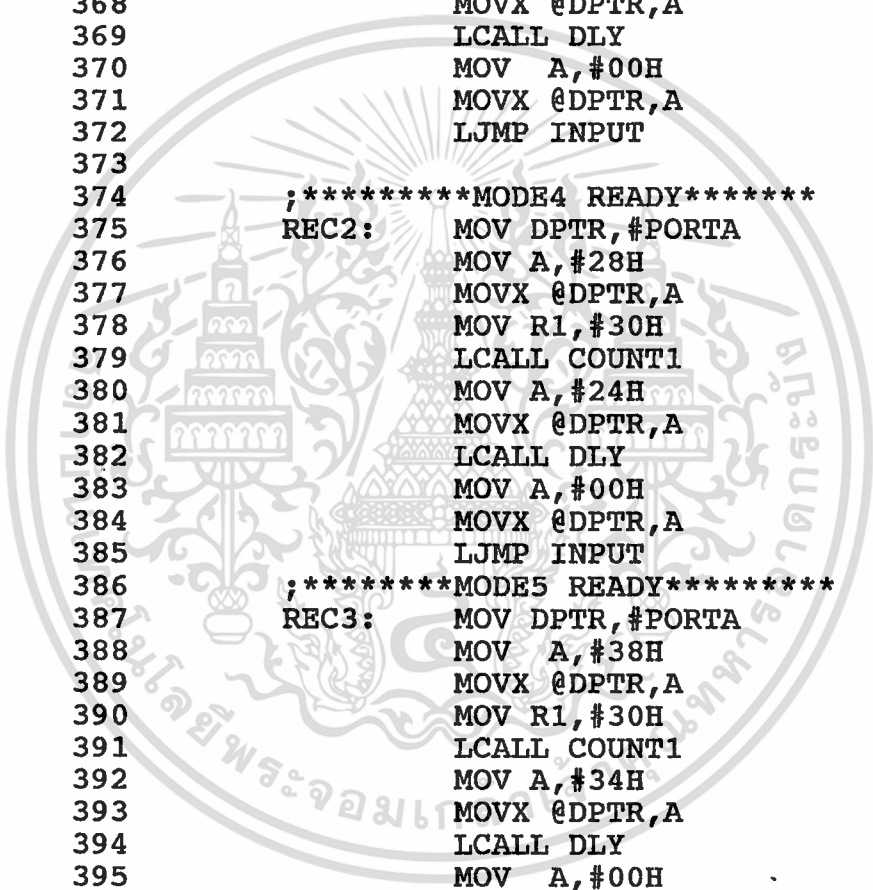 368 MOVX @DPTR,A
369 LCALL DLY
370 MOV A,#00H
371 MOVX @DPTR,A
372 LJMP INPUT
373
374 ;*********MODE4 READY*******
375 REC2: MOV DPTR,#PORTA
376 MOV A,#28H
377 MOVX @DPTR,A
378 MOV R1,#30H
379 LCALL COUNT1
380 MOV A,#24H
381 MOVX @DPTR,A
382 LCALL DLY
383 MOV A,#00H
384 MOVX @DPTR,A
385 LJMP INPUT
386 ;********MODE5 READY*********
387 REC3: MOV DPTR,#PORTA
388 MOV A,#38H
389 MOVX @DPTR,A
390 MOV R1,#30H
391 LCALL COUNT1
392 MOV A,#34H
393 MOVX @DPTR,A
394 LCALL DLY
395 MOV A,#00H